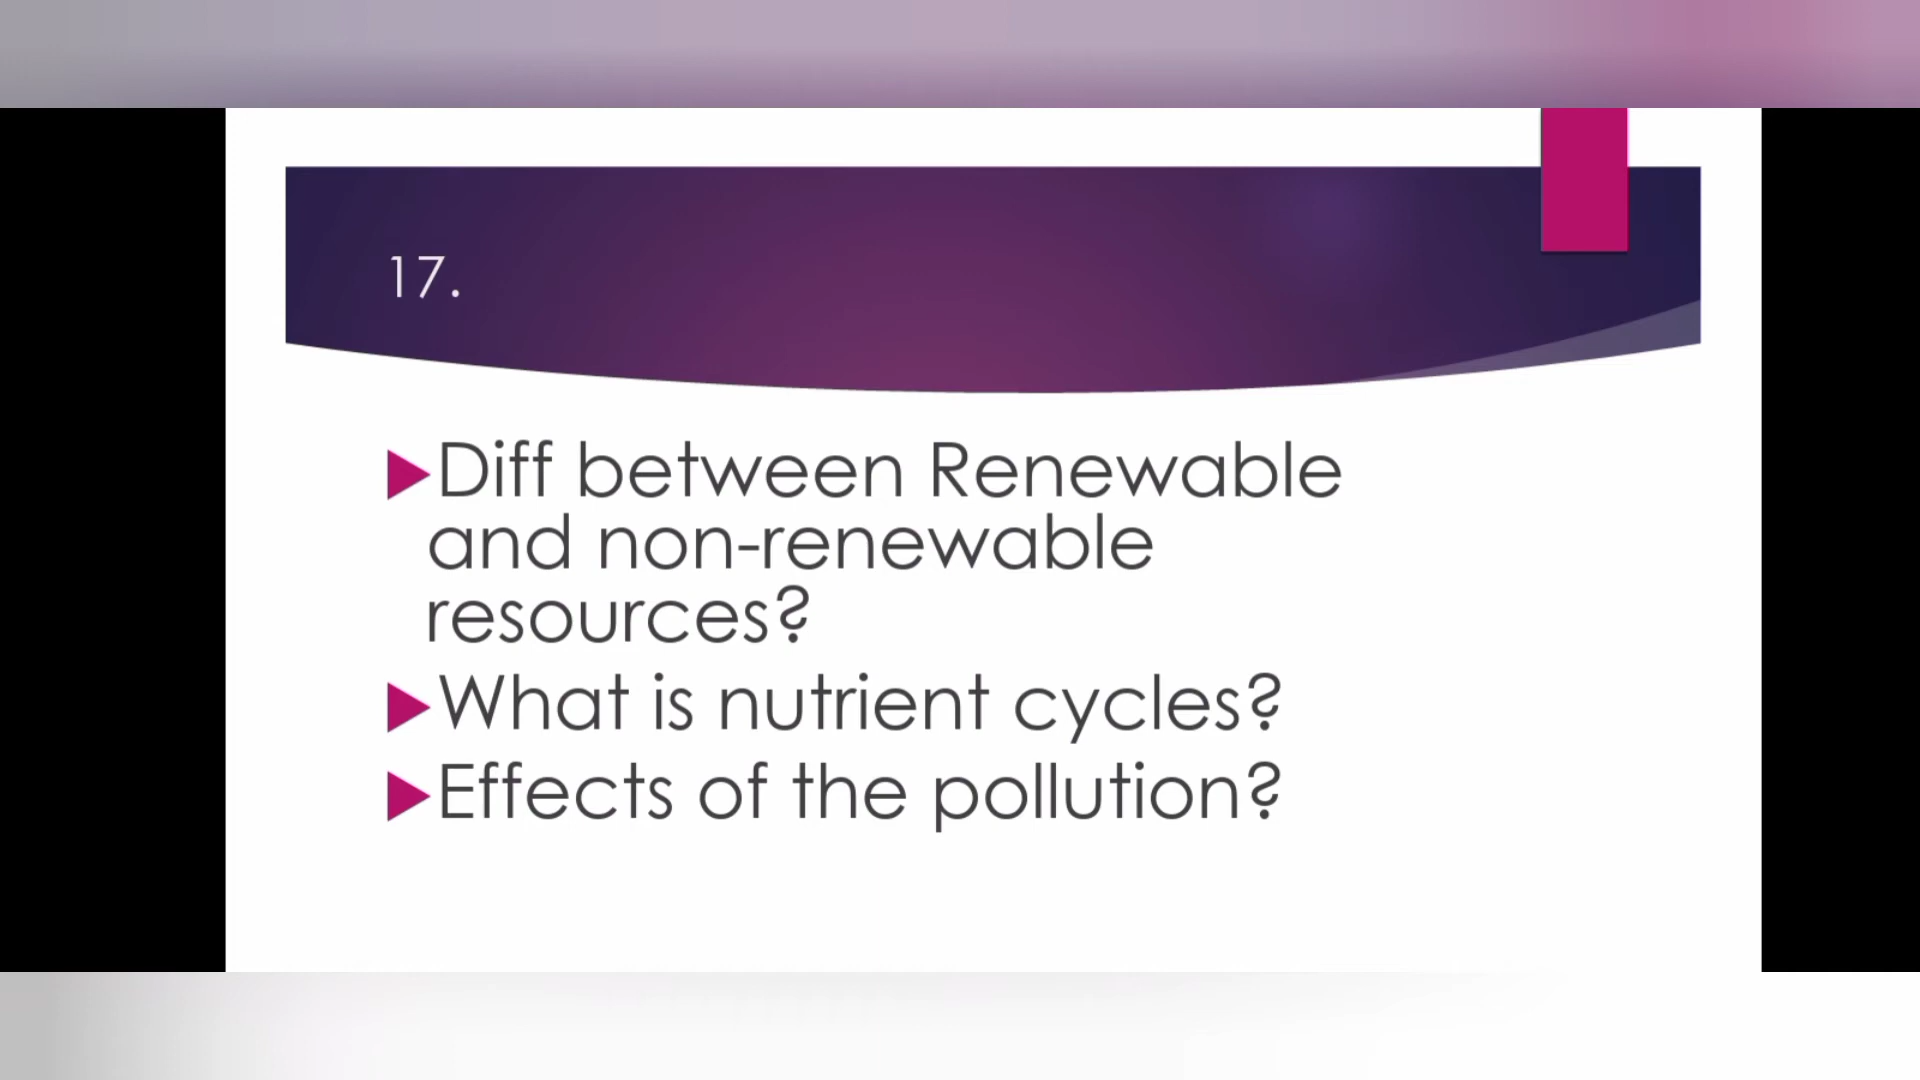 17.
Diff between Renewable
and non-renewable
resources?
What is nutrient cycles?
Effects of the pollution?